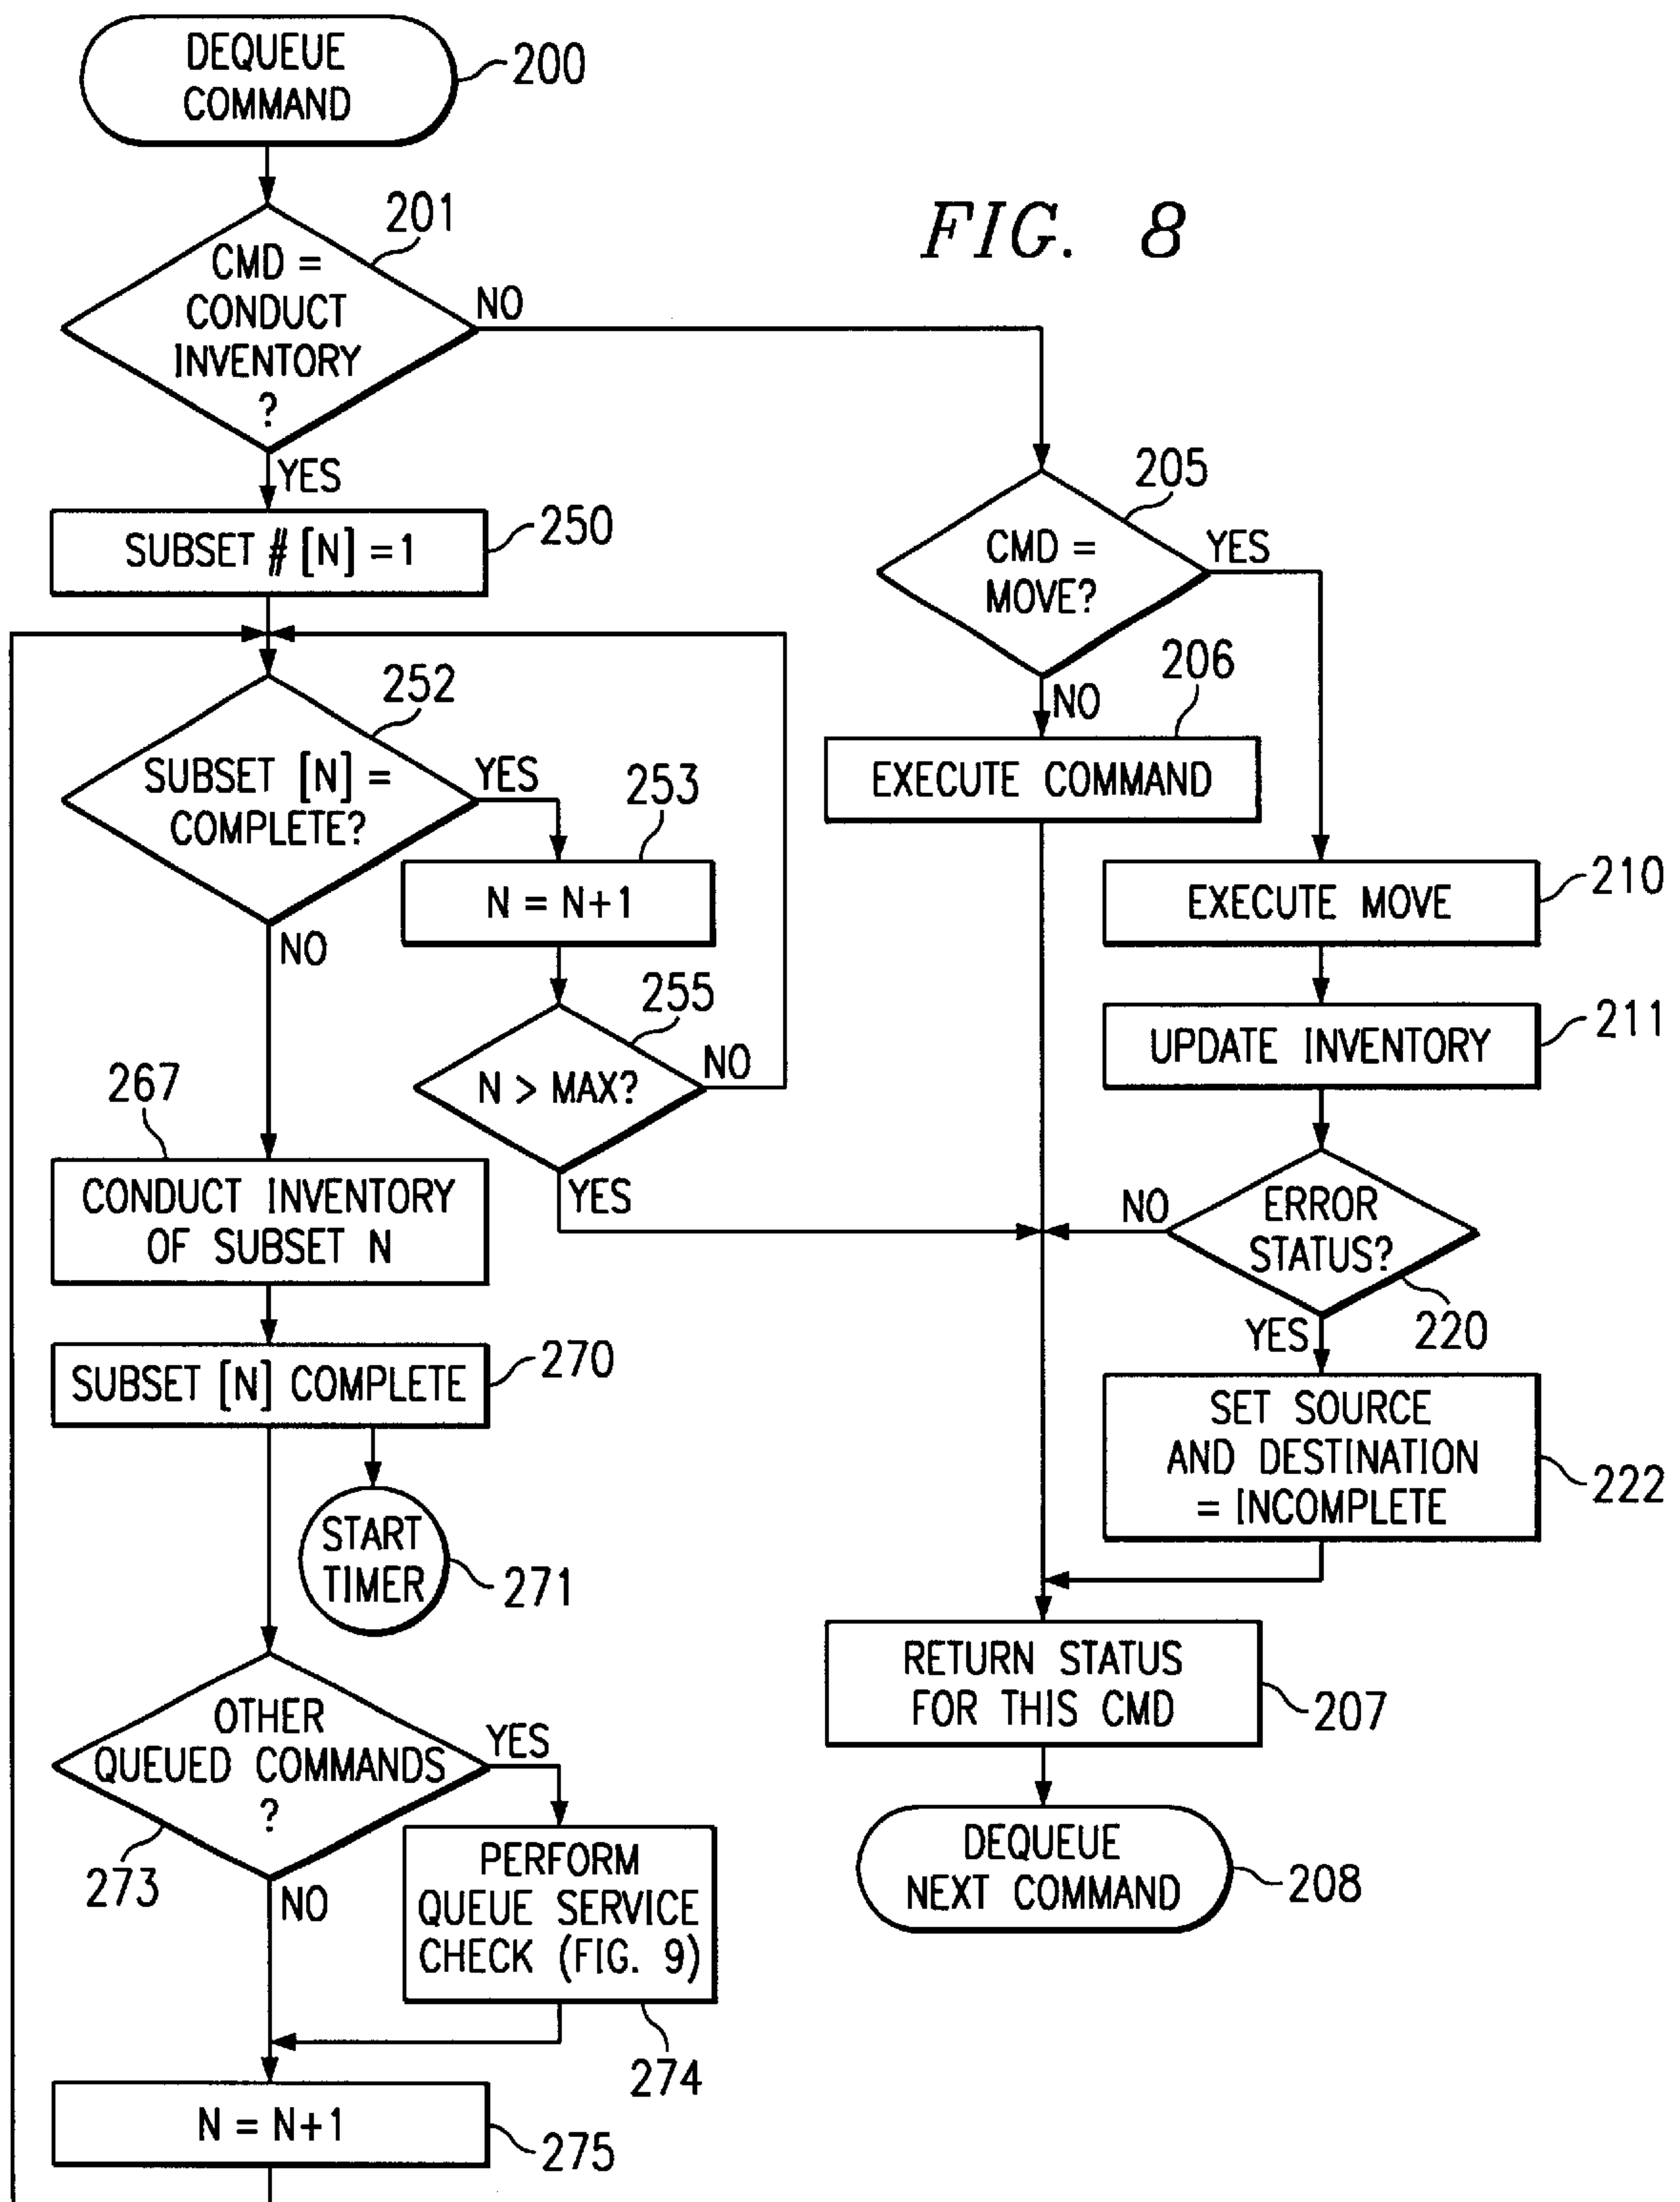 DEQUEUE
COMMAND
200
FIG. 8
201
CMD =
CONDUCT
INVENTORY
?
NO
YES
SUBSET # [N] = 1
250
205
CMD =
MOVE?
YES
NO
206
EXECUTE COMMAND
252
SUBSET [N] =
COMPLETE?
YES
NO
253
N = N+1
255
N > MAX?
NO
YES
EXECUTE MOVE
210
UPDATE INVENTORY
211
ERROR
STATUS?
NO
220
YES
SET SOURCE
AND DESTINATION
= INCOMPLETE
222
267
CONDUCT INVENTORY
OF SUBSET N
SUBSET [N] COMPLETE
270
START
TIMER
271
OTHER
QUEUED COMMANDS
?
YES
273
NO
PERFORM
QUEUE SERVICE
CHECK (FIG. 9)
274
N = N+1
275
RETURN STATUS
FOR THIS CMD
207
DEQUEUE
NEXT COMMAND
208